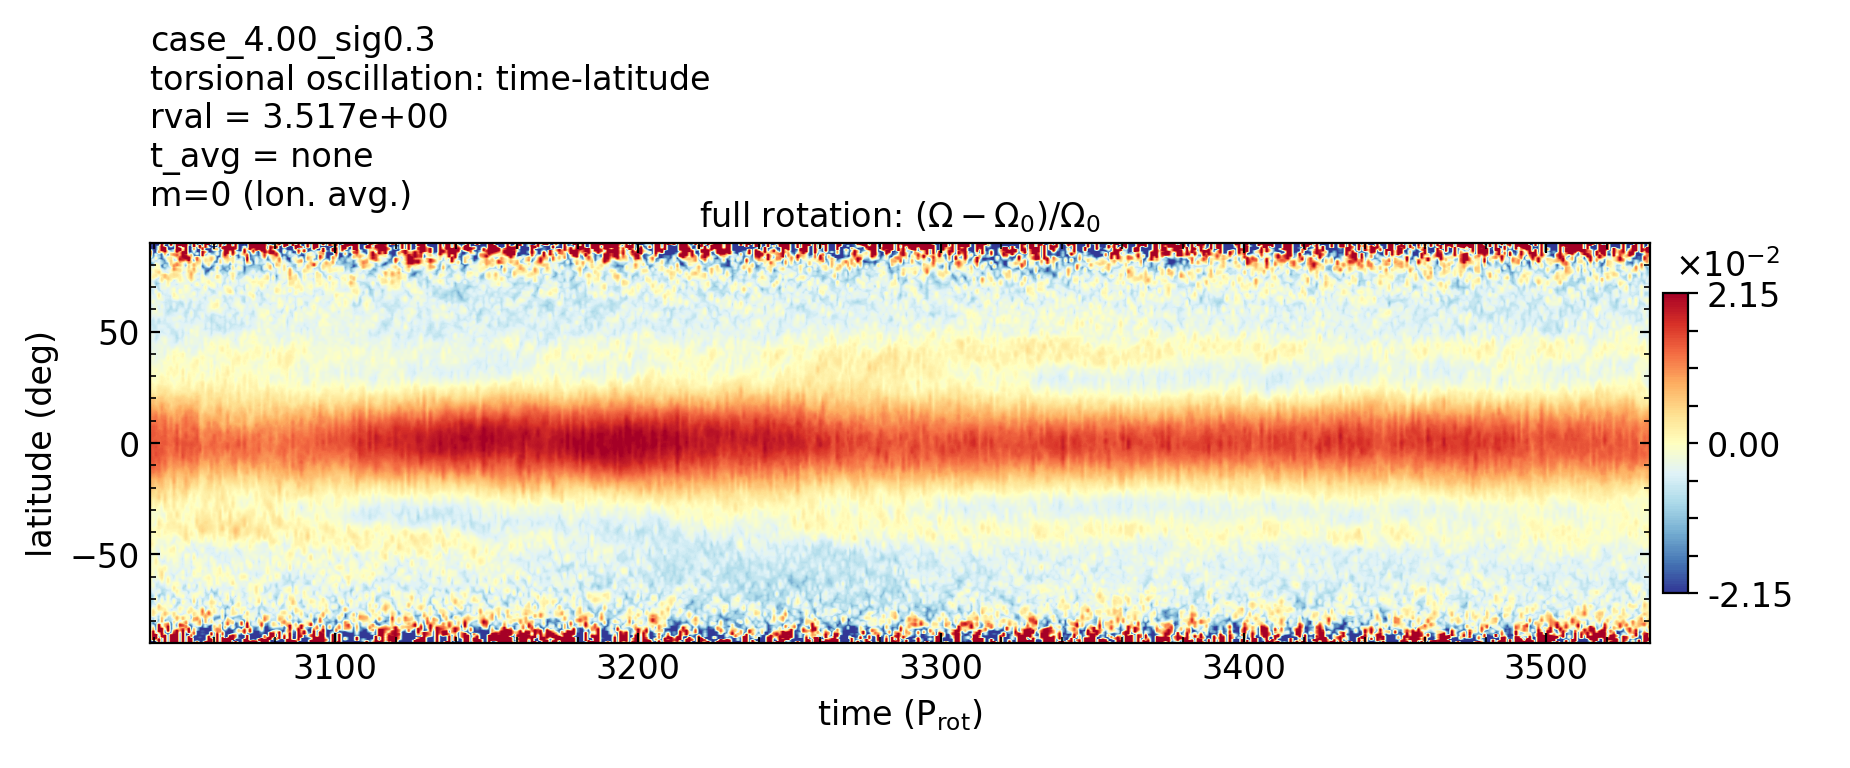 case_4.00_sig0.3
torsional oscillation: time-latitude
rval = 3.517e+00
t_avg = none
m=0 (lon. avg.)
full rotation: (Ω − Ω₀)/Ω₀
×10⁻²
2.15
0.00
-2.15
latitude (deg)
50
0
−50
3100 3200 3300 3400 3500
time (P_rot)